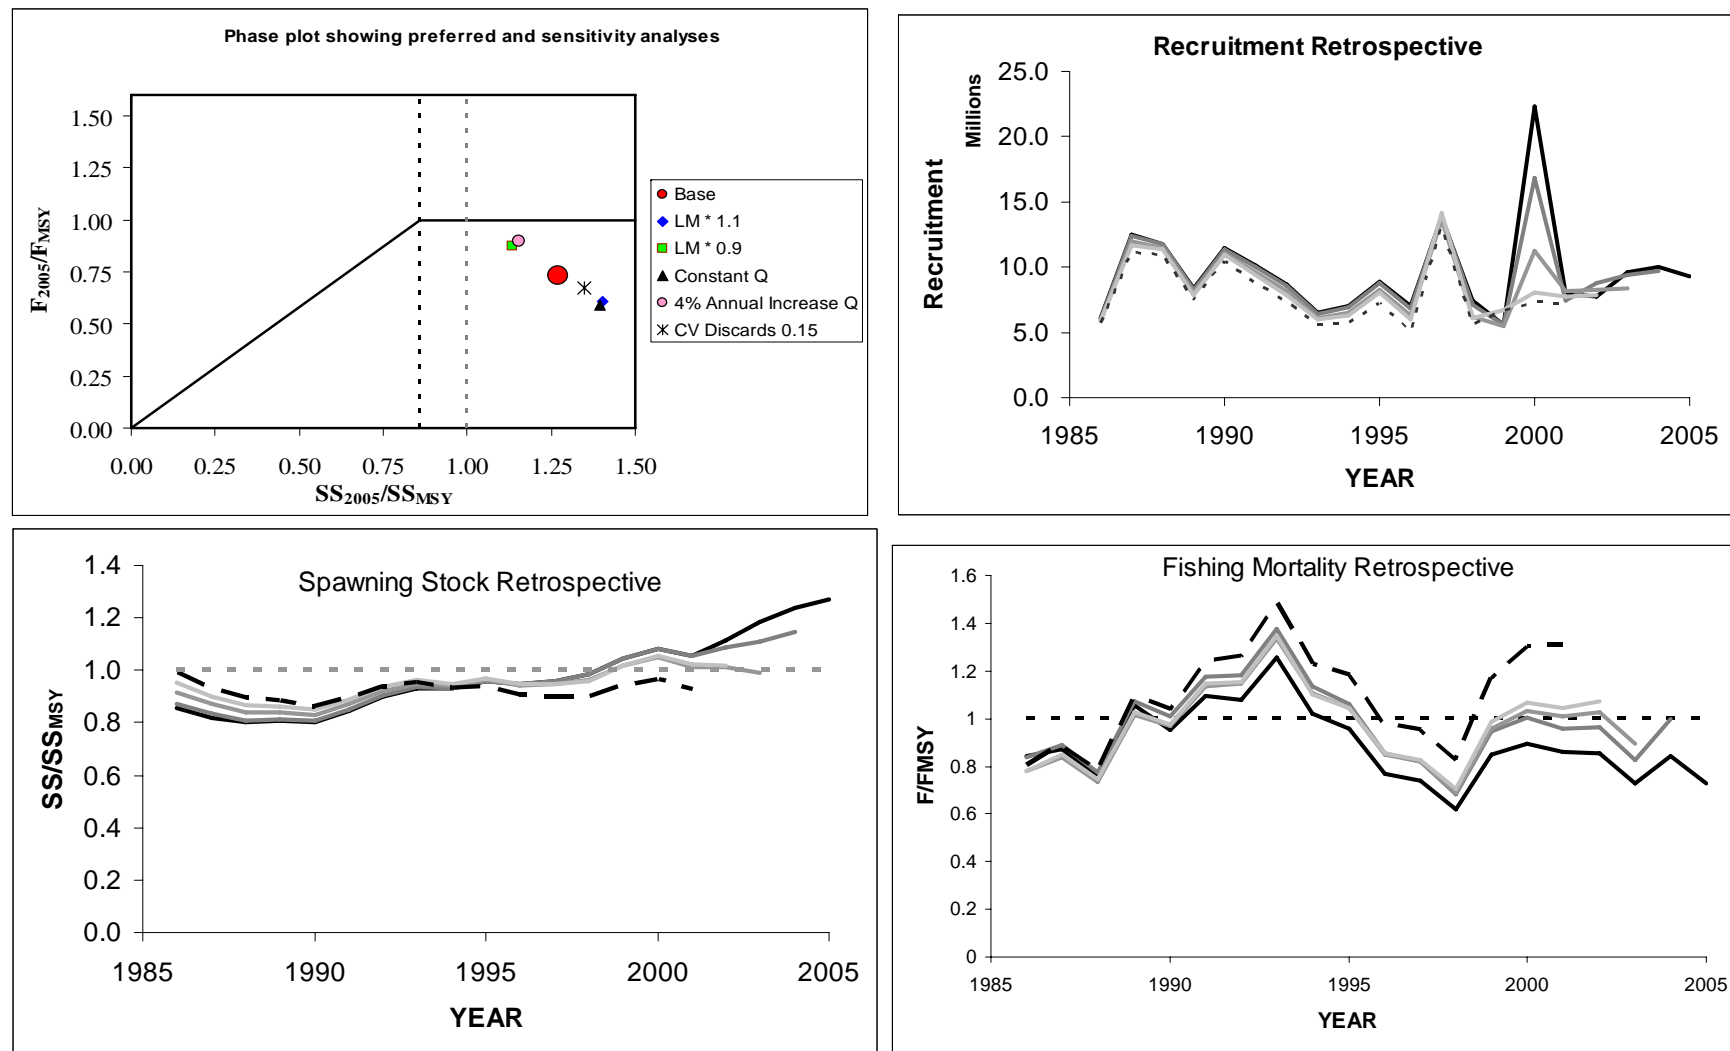 Phase plot showing preferred and sensitivity analyses
1.50
1.25
1.00
0.75
0.50
0.25
0.00
F2005/FMSY
0.00 0.25 0.50 0.75 1.00 1.25 1.50
SS2005/SSMSY
Base
LM * 1.1
LM * 0.9
Constant Q
4% Annual Increase Q
CV Discards 0.15
Recruitment Retrospective
Millions
Recruitment
25.0
20.0
15.0
10.0
5.0
0.0
1985 1990 1995 2000 2005
YEAR
Spawning Stock Retrospective
SS/SSMSY
1.4
1.2
1.0
0.8
0.6
0.4
0.2
0.0
1985 1990 1995 2000 2005
YEAR
Fishing Mortality Retrospective
F/FMSY
1.6
1.4
1.2
1
0.8
0.6
0.4
0.2
0
1985 1990 1995 2000 2005
YEAR